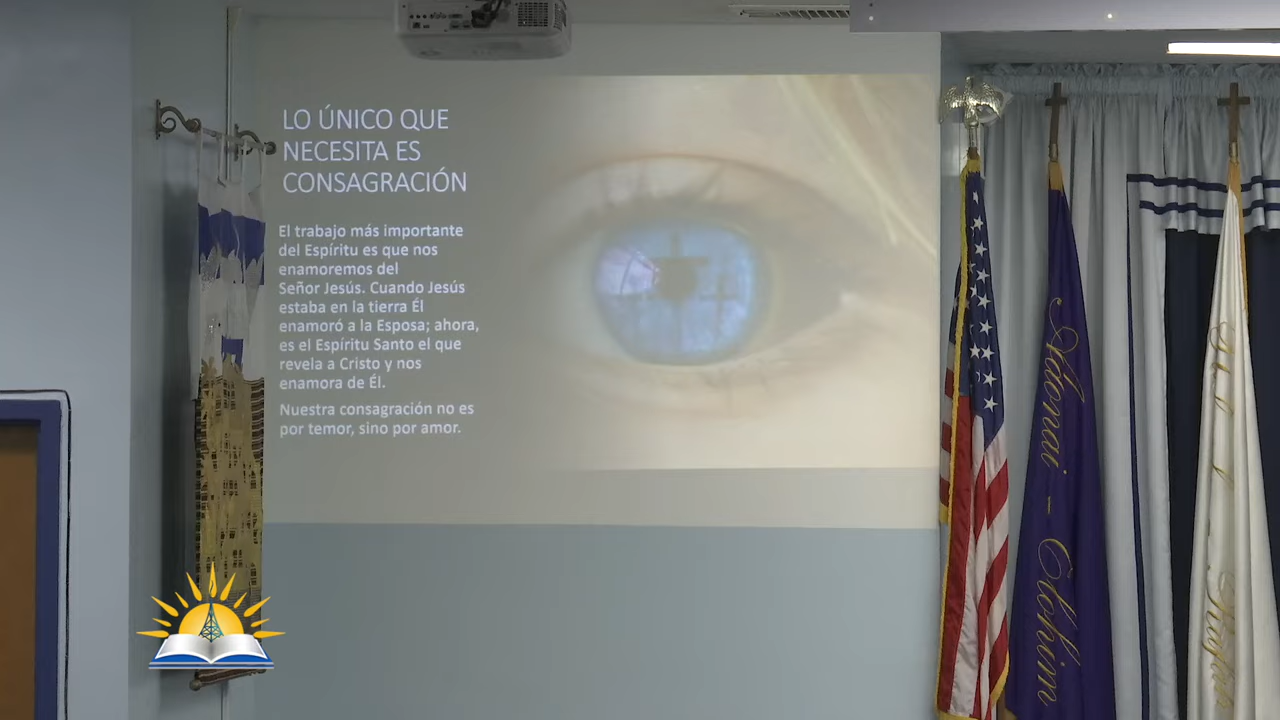 LO ÚNICO QUE
NECESITA ES
CONSAGRACIÓN
El trabajo más importante
del Espíritu es que nos
enamoremos del
Señor Jesús. Cuando Jesús
estaba en la tierra Él
enamoró a la Esposa; ahora,
es el Espíritu Santo el que
revela a Cristo y nos
enamora de Él.
Nuestra consagración no es
por temor, sino por amor.
Adonai - Elohim